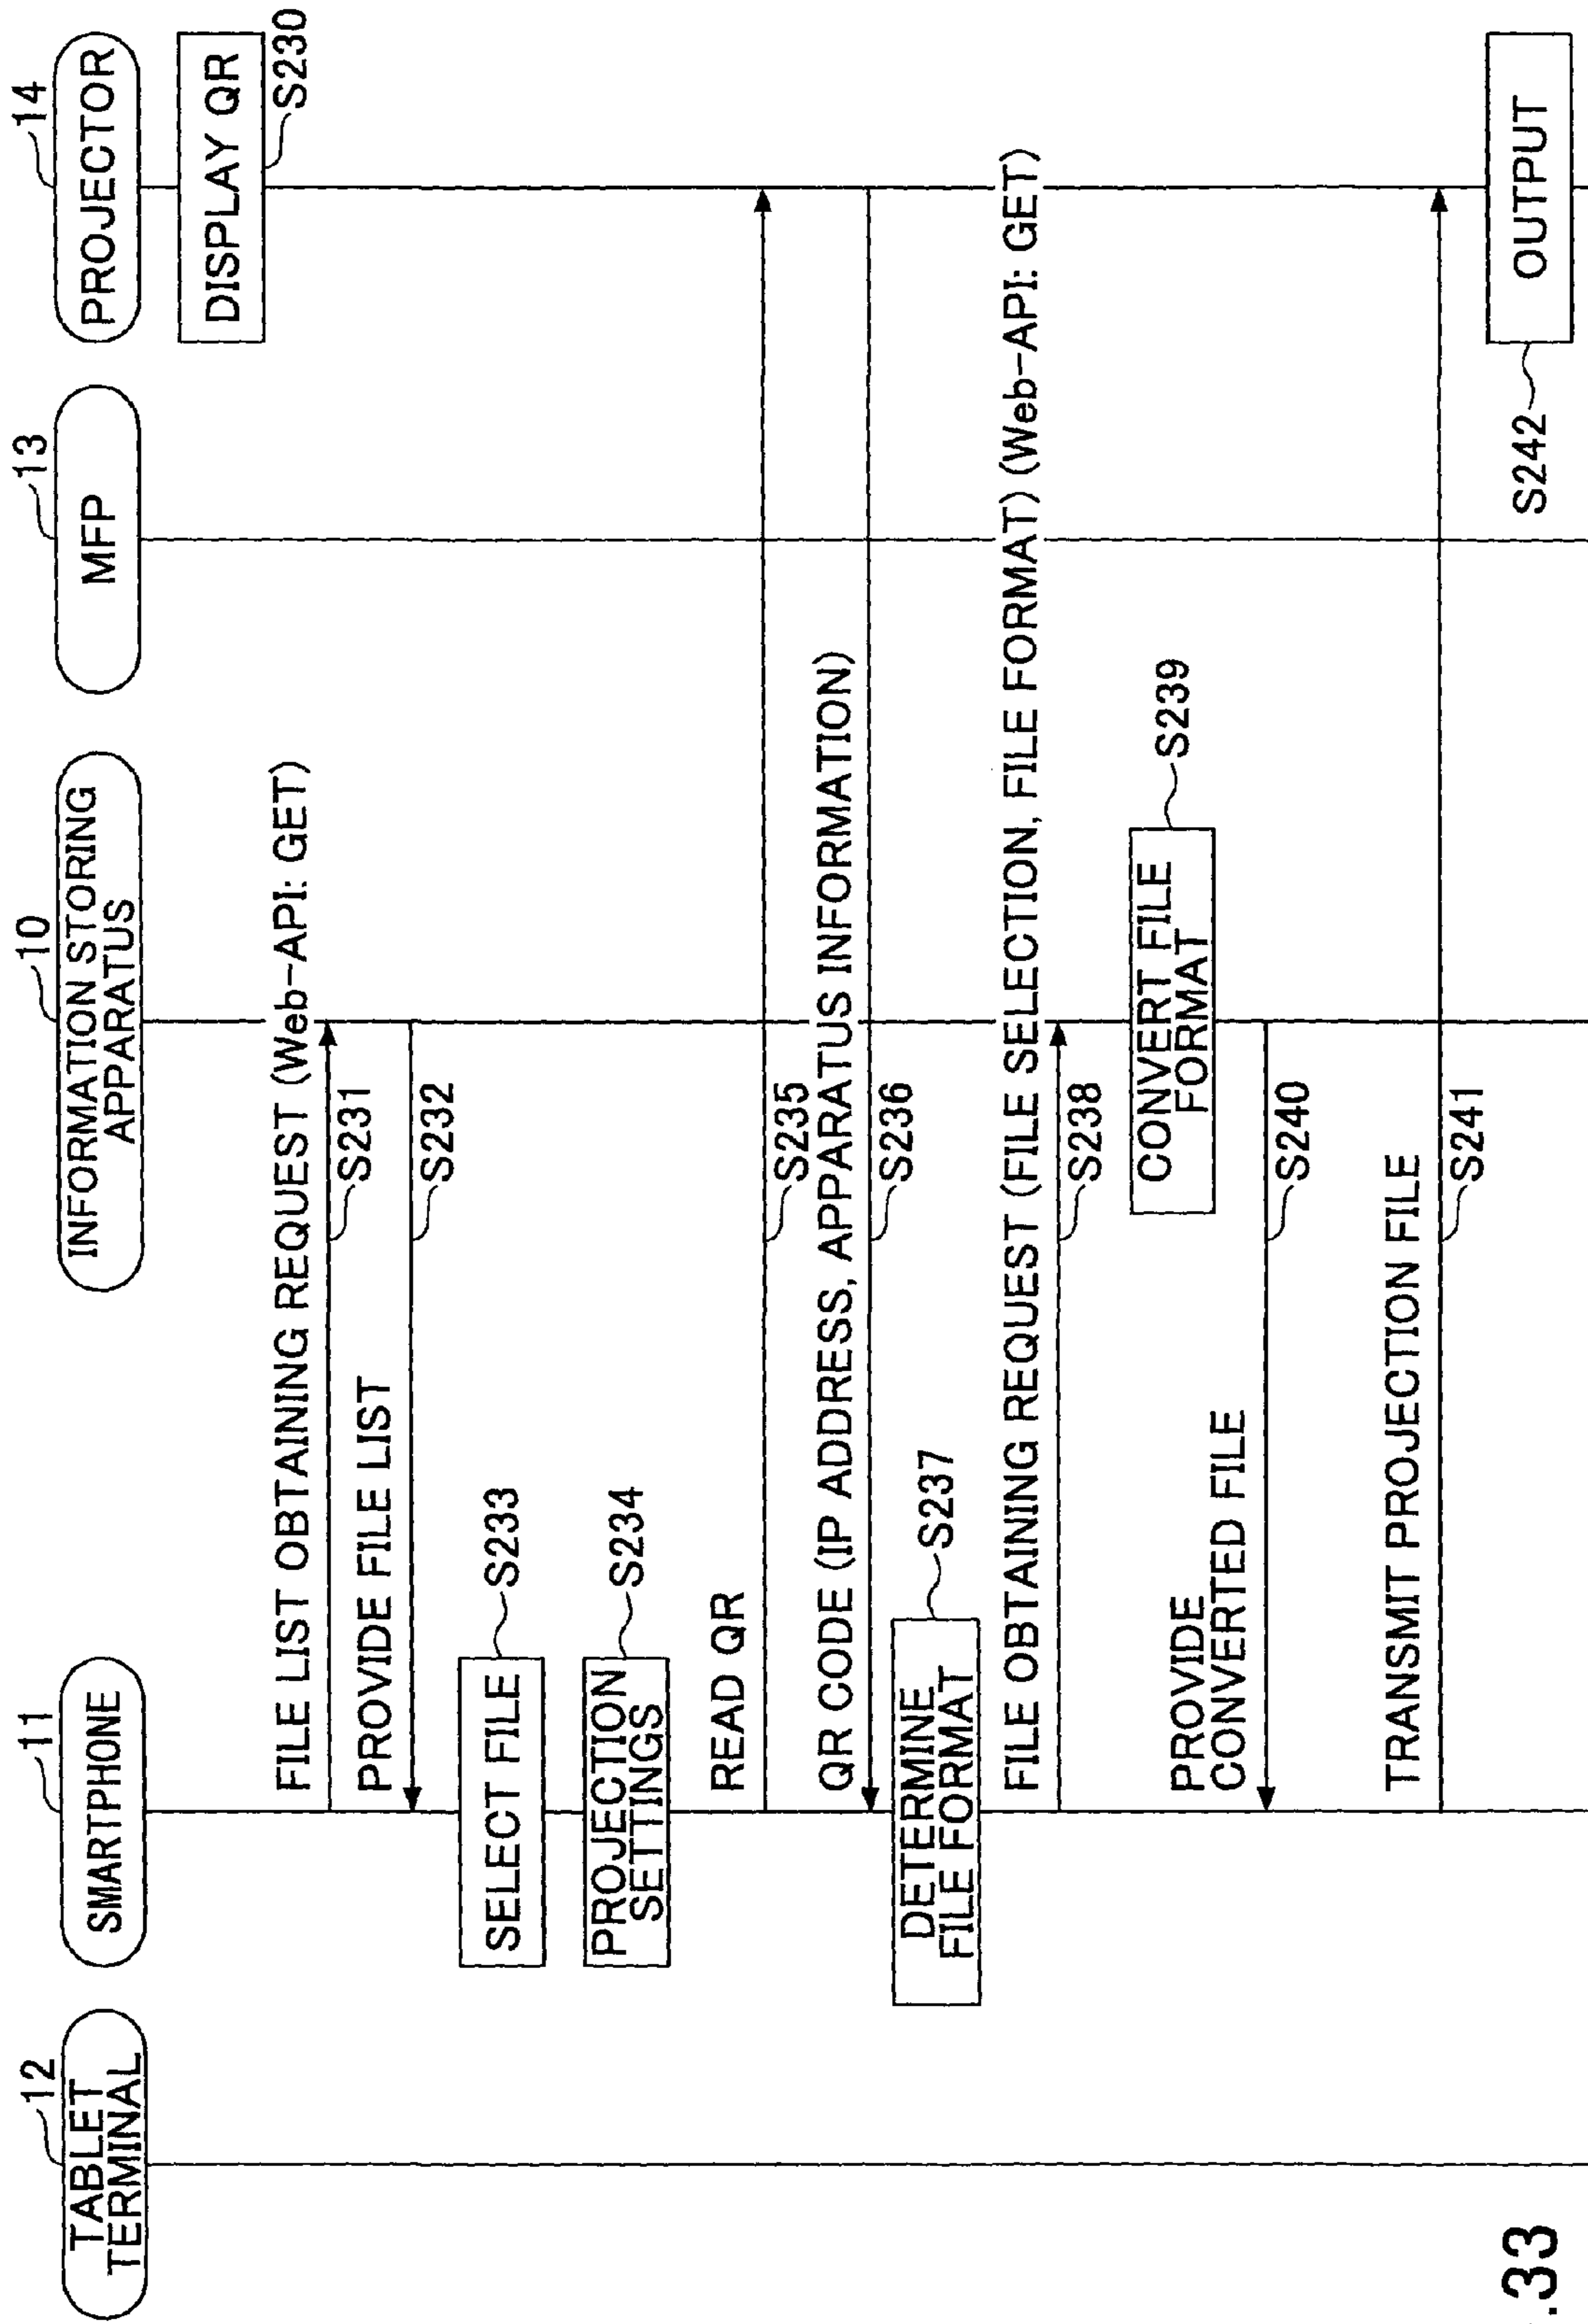 12
TABLET
TERMINAL
11
SMARTPHONE
10
INFORMATION STORING
APPARATUS
13
MFP
14
PROJECTOR
DISPLAY QR
S230
FILE LIST OBTAINING REQUEST (Web-API: GET)
S231
PROVIDE FILE LIST
S232
SELECT FILE
S233
PROJECTION
SETTINGS
S234
READ QR
S235
QR CODE (IP ADDRESS, APPARATUS INFORMATION)
S236
DETERMINE
FILE FORMAT
S237
FILE OBTAINING REQUEST (FILE SELECTION, FILE FORMAT) (Web-API: GET)
S238
CONVERT FILE
FORMAT
S239
PROVIDE
CONVERTED FILE
S240
TRANSMIT PROJECTION FILE
S241
OUTPUT
S242
.33